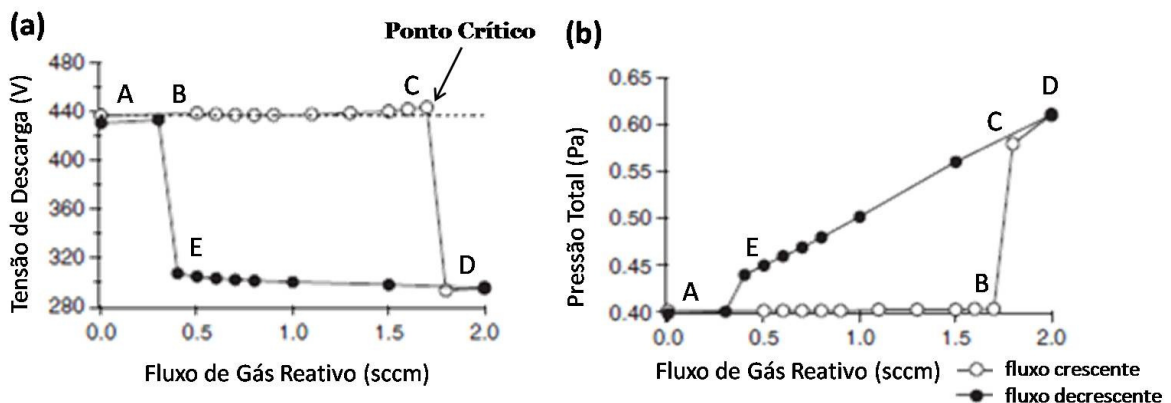 (a)
Ponto Crítico
Tensão de Descarga (V)
480
440
400
360
320
280
A
B
C
E
D
0.0
0.5
1.0
1.5
2.0
Fluxo de Gás Reativo (sccm)
(b)
Pressão Total (Pa)
0.65
0.60
0.55
0.50
0.45
0.40
D
C
E
A
B
0.0
0.5
1.0
1.5
2.0
Fluxo de Gás Reativo (sccm)
fluxo crescente
fluxo decrescente